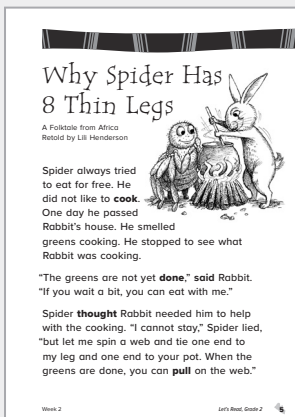 Why Spider Has
8 Thin Legs
A Folktale from Africa
Retold by Lili Henderson
Spider always tried
to eat for free. He
did not like to cook.
One day he passed
Rabbit's house. He smelled
greens cooking. He stopped to see what
Rabbit was cooking.
“The greens are not yet done,” said Rabbit.
“If you wait a bit, you can eat with me.”
Spider thought Rabbit needed him to help
with the cooking. “I cannot stay,” Spider lied,
“but let me spin a web and tie one end to
my leg and one end to your pot. When the
greens are done, you can pull on the web.”
Week 2
Let's Read, Grade 2
5